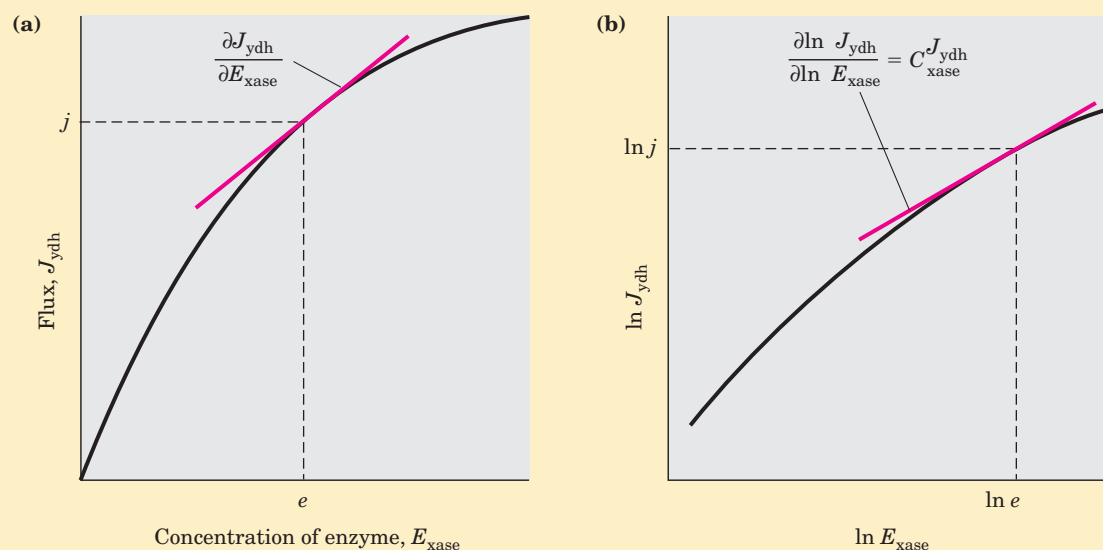 (a)
∂J_ydh
∂E_xase
j
Flux, J_ydh
e
Concentration of enzyme, E_xase
(b)
∂ln J_ydh
∂ln E_xase
= C^J_ydh_xase
ln j
ln J_ydh
ln e
ln E_xase